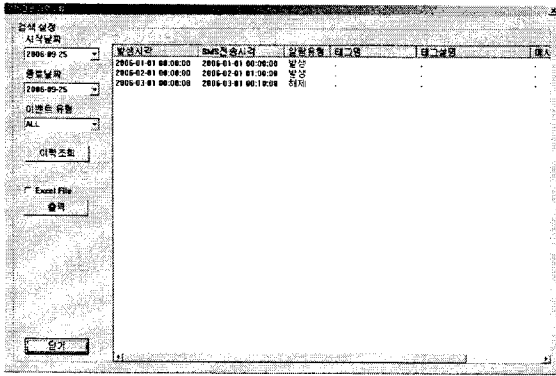 검색 설정
시작날짜
2006-09-25
종료날짜
2006-09-25
이벤트 유형
ALL
이력조회
Excel File
출력
닫기
발생시간 SMS전송시각 알람유형 태그명 태그설명 메시
2006-01-01 00:00:00 2006-01-01 00:10:00 발생 . .
2006-02-01 00:00:00 2006-02-01 01:00:00 발생 . .
2006-03-01 00:00:00 2006-03-01 00:10:00 해제 . .